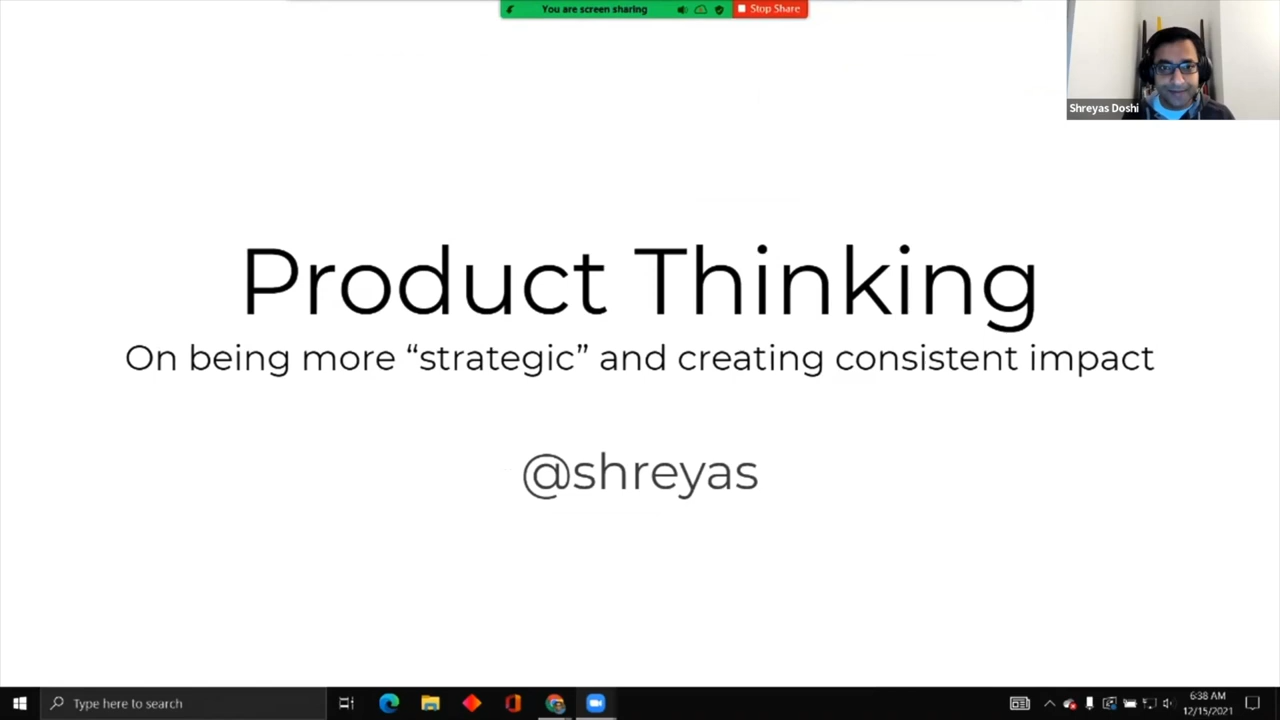 You are screen sharing
Stop Share
Shreyas Doshi
Product Thinking
On being more “strategic” and creating consistent impact
@shreyas
Type here to search
6:38 AM
12/15/2021